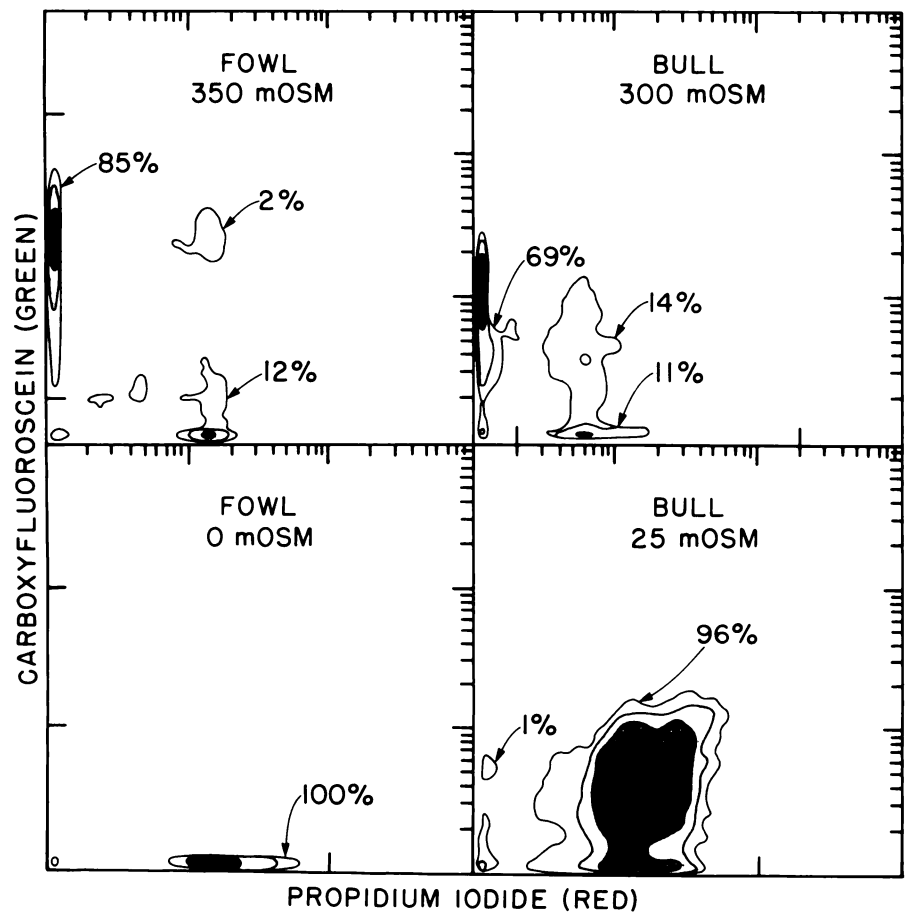 FOWL
350 mOSM
85%
2%
12%
BULL
300 mOSM
69%
14%
11%
FOWL
0 mOSM
100%
BULL
25 mOSM
96%
1%
CARBOXYFLUOROSCEIN (GREEN)
PROPIDIUM IODIDE (RED)